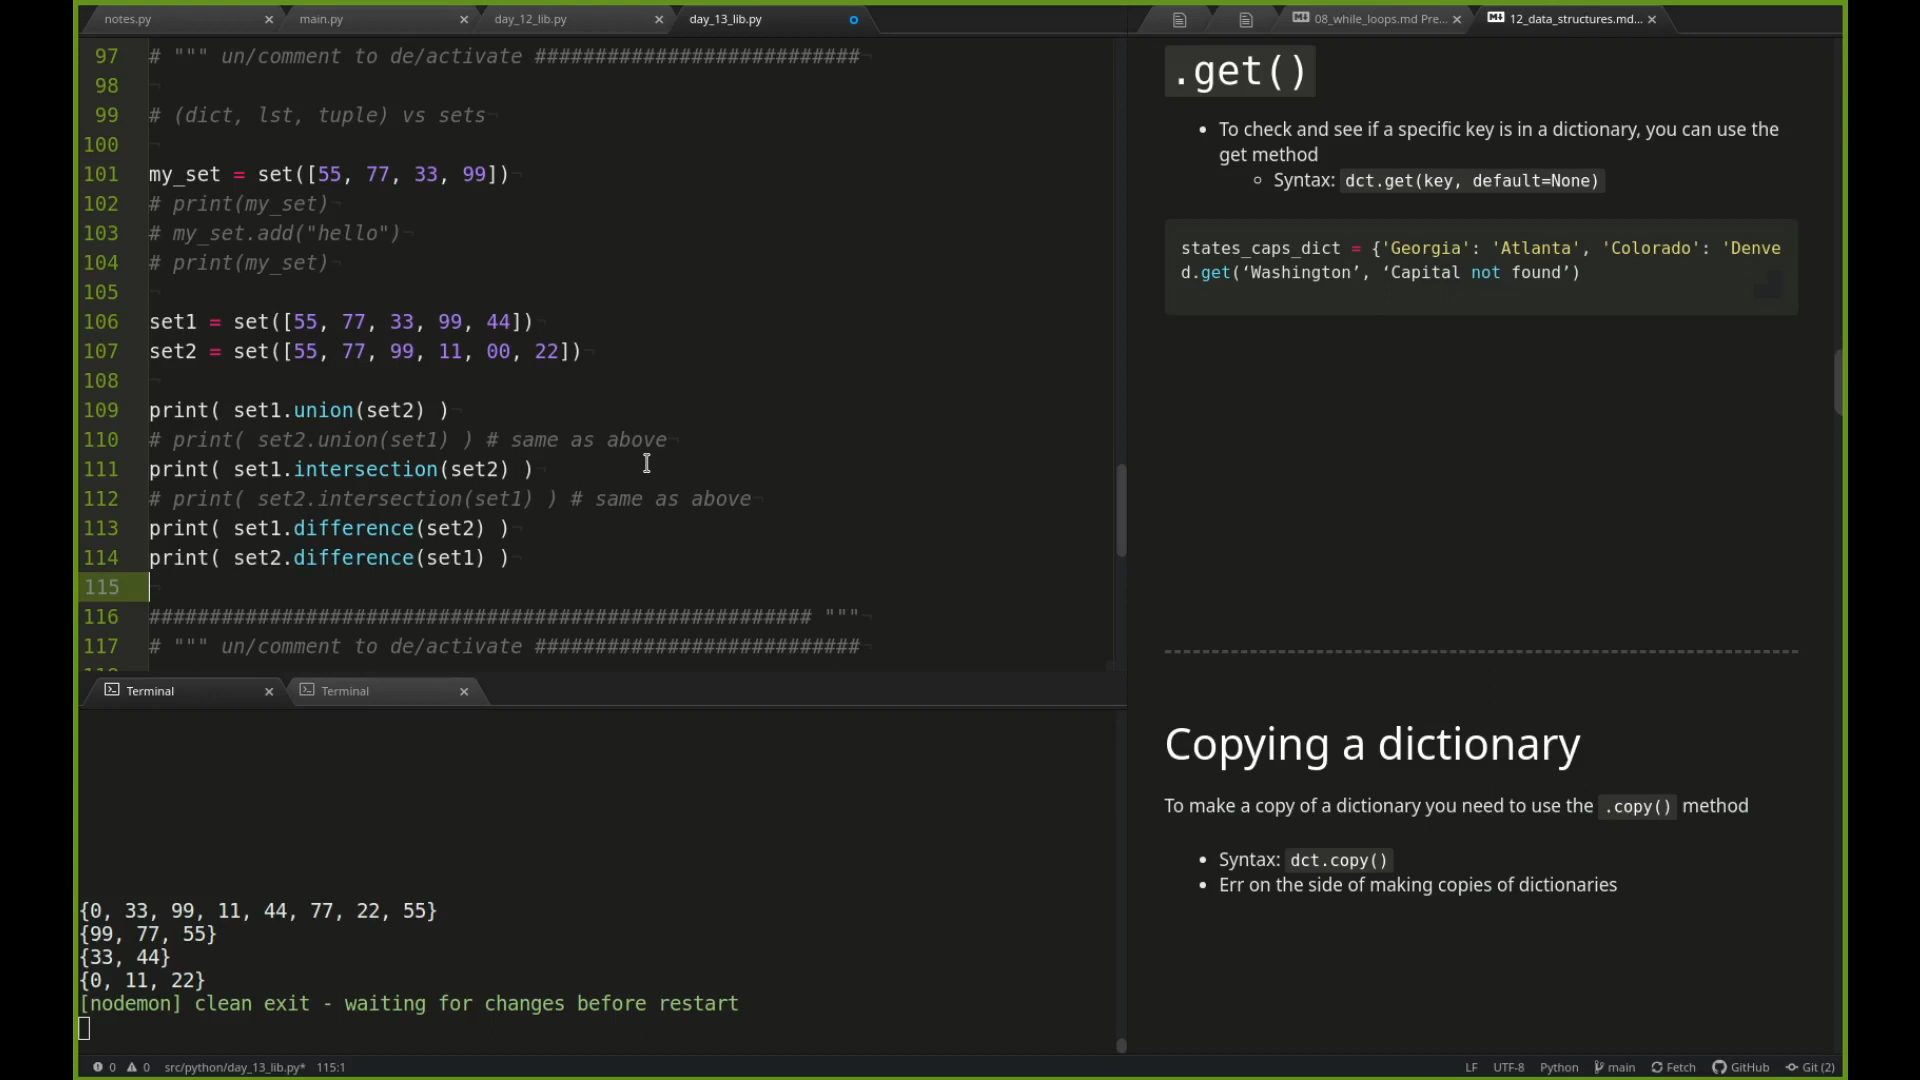 notes.py
main.py
day_12_lib.py
day_13_lib.py
08_while_loops.md Pre...
12_data_structures.md...
97 # """ un/comment to de/activate ###########################
98
99 # (dict, lst, tuple) vs sets
100
101 my_set = set([55, 77, 33, 99])
102 # print(my_set)
103 # my_set.add("hello")
104 # print(my_set)
105
106 set1 = set([55, 77, 33, 99, 44])
107 set2 = set([55, 77, 99, 11, 00, 22])
108
109 print( set1.union(set2) )
110 # print( set2.union(set1) ) # same as above
111 print( set1.intersection(set2) )
112 # print( set2.intersection(set1) ) # same as above
113 print( set1.difference(set2) )
114 print( set2.difference(set1) )
115
116 ####################################################### """
117 # """ un/comment to de/activate ###########################
Terminal
Terminal
{0, 33, 99, 11, 44, 77, 22, 55}
{99, 77, 55}
{33, 44}
{0, 11, 22}
[nodemon] clean exit - waiting for changes before restart
.get()
To check and see if a specific key is in a dictionary, you can use the
get method
Syntax: dct.get(key, default=None)
states_caps_dict = {'Georgia': 'Atlanta', 'Colorado': 'Denve
d.get(‘Washington’, ‘Capital not found’)
Copying a dictionary
To make a copy of a dictionary you need to use the .copy() method
Syntax: dct.copy()
Err on the side of making copies of dictionaries
0 0 src/python/day_13_lib.py* 115:1
LF UTF-8 Python main Fetch GitHub Git (2)